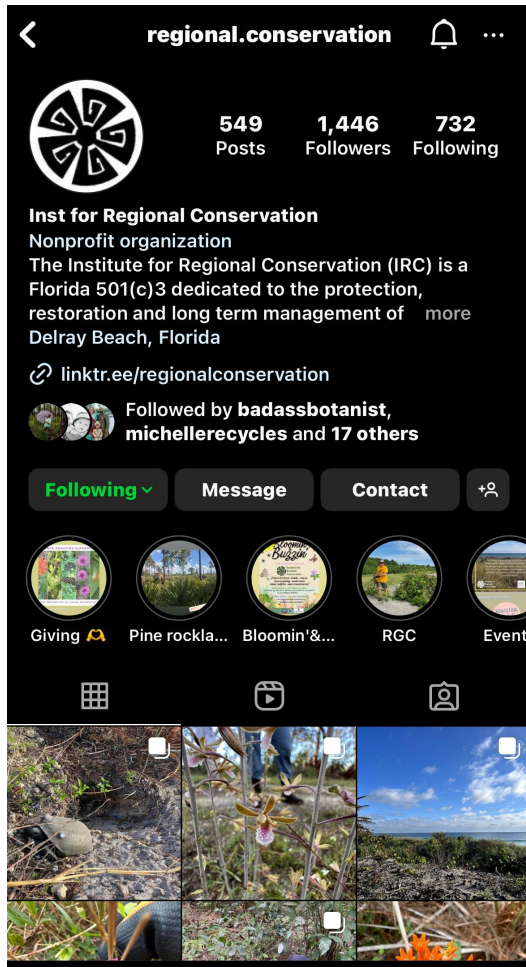 regional.conservation
549 1,446 732
Posts Followers Following
Inst for Regional Conservation
Nonprofit organization
The Institute for Regional Conservation (IRC) is a
Florida 501(c)3 dedicated to the protection,
restoration and long term management of more
Delray Beach, Florida
linktr.ee/regionalconservation
Followed by badassbotanist,
michellerecycles and 17 others
Following Message Contact
Bloomin'
Buzzin'
Giving Pine rockla... Bloomin'&... RGC Event